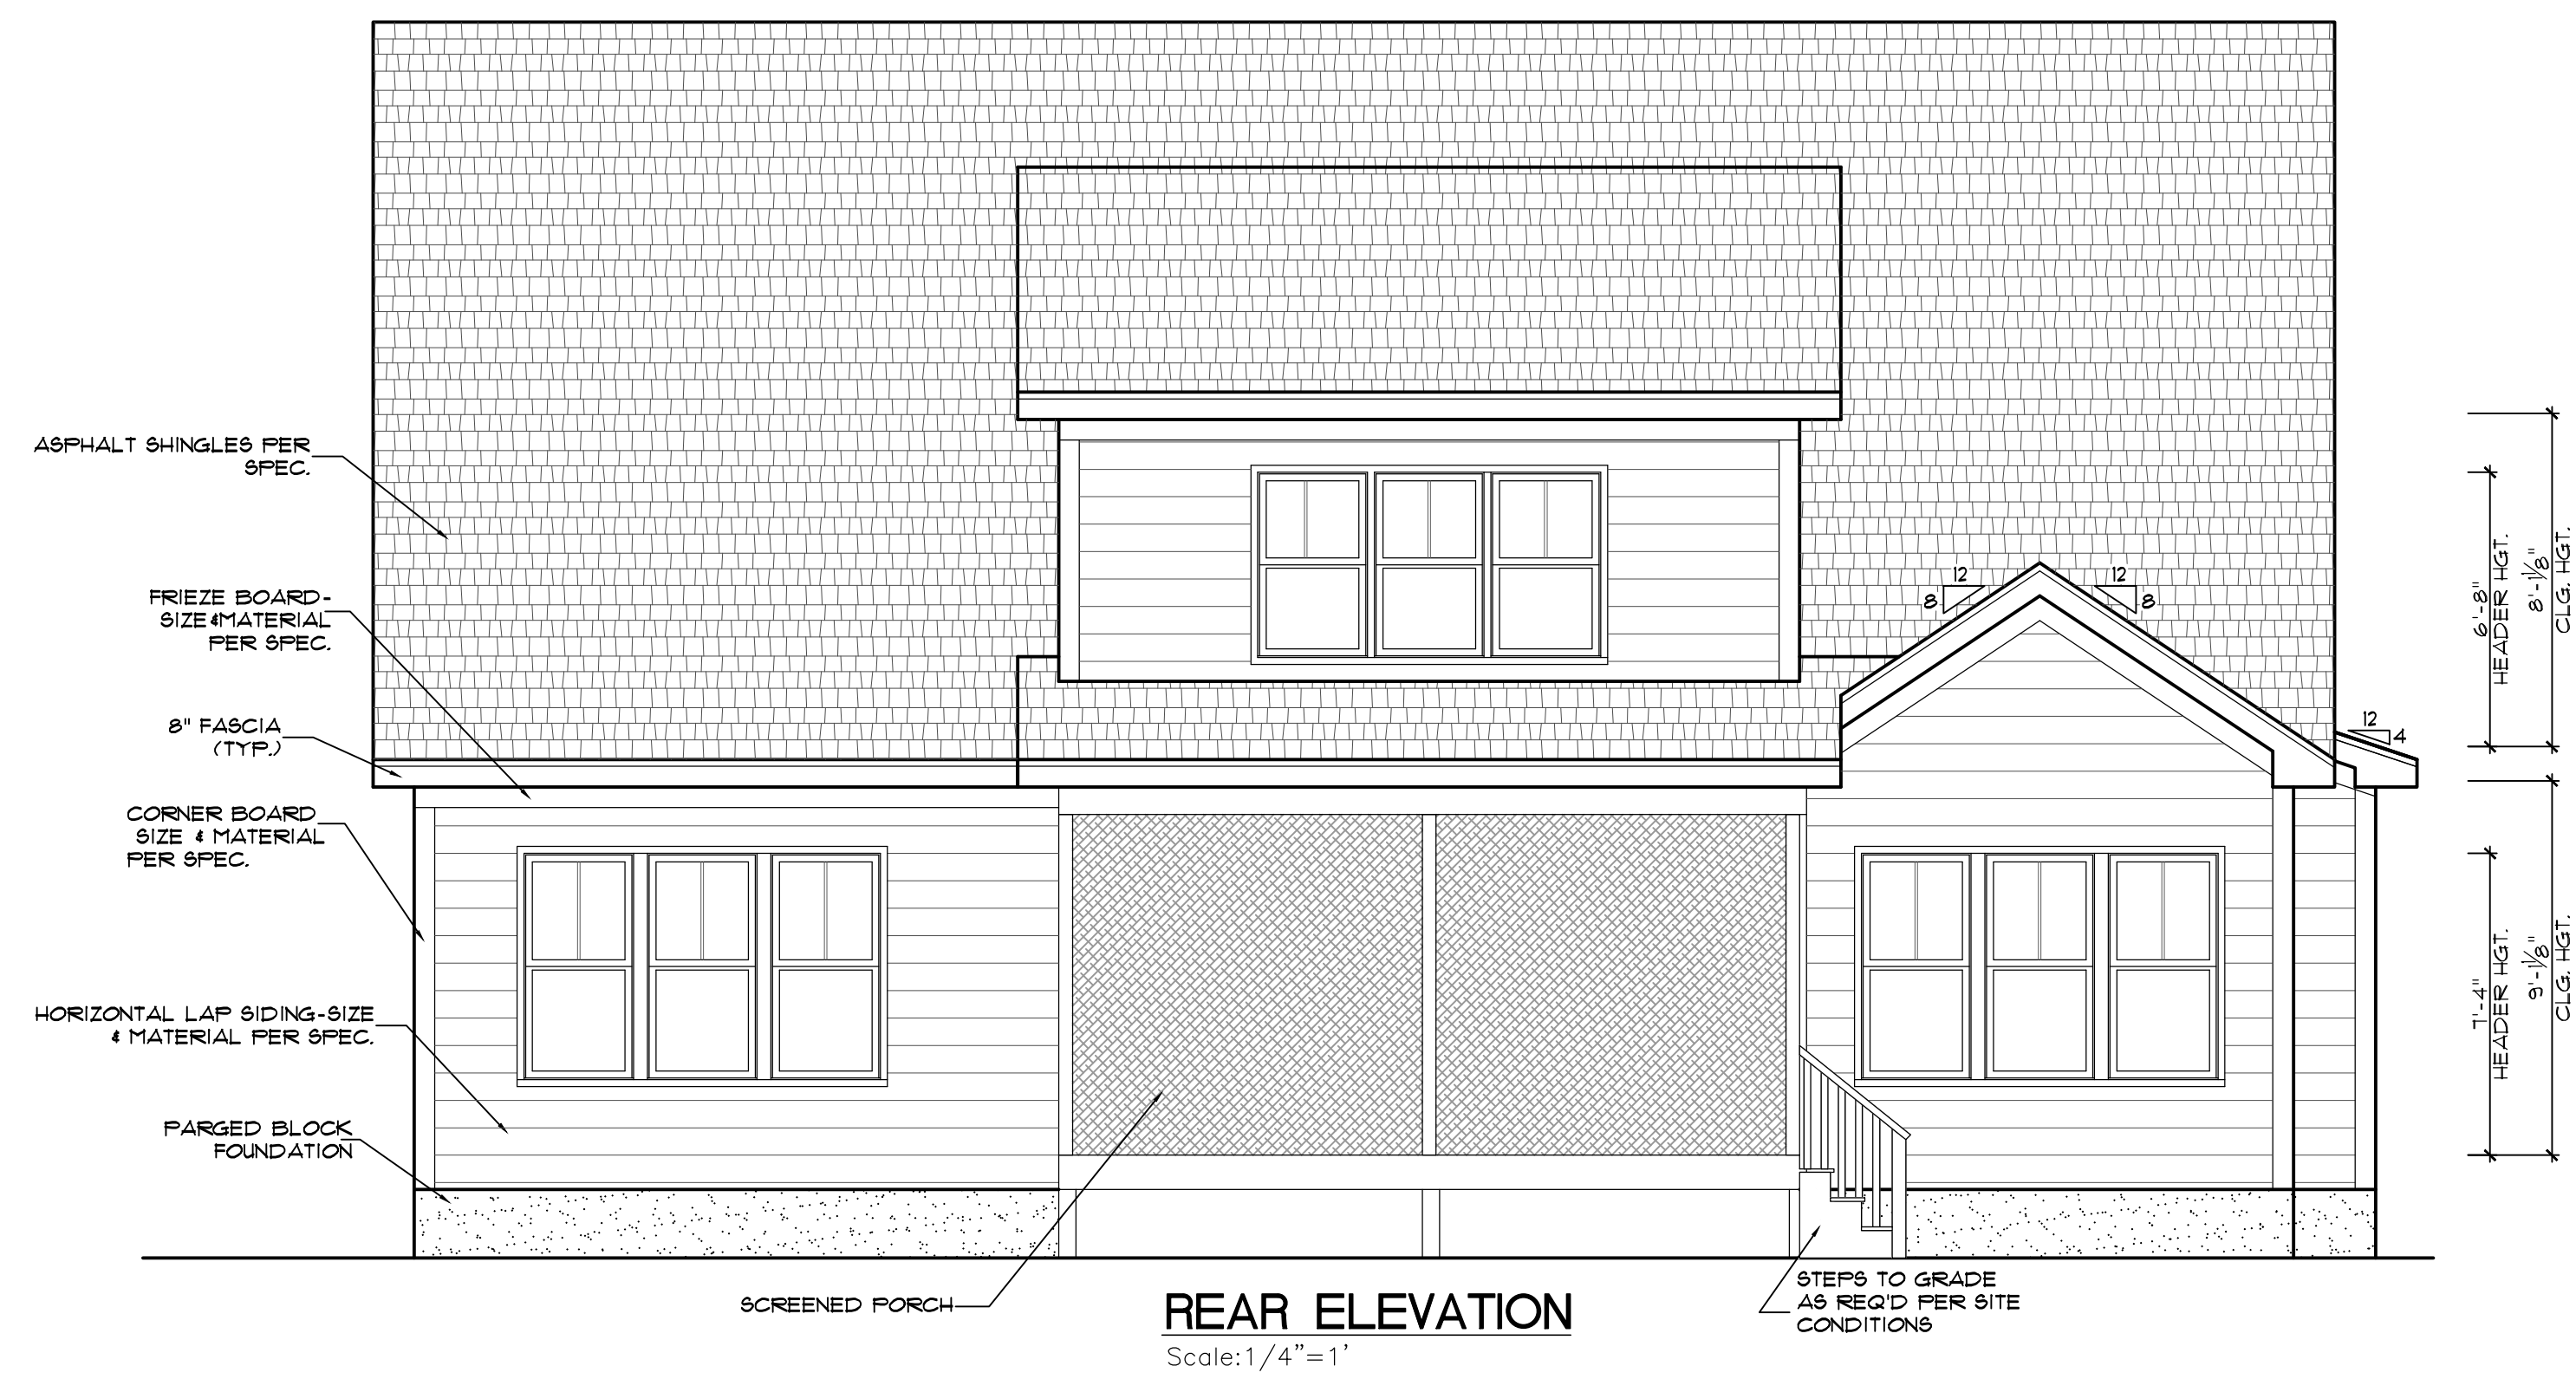 ASPHALT SHINGLES PER
SPEC.
FRIEZE BOARD-
SIZE&MATERIAL
PER SPEC.
8" FASCIA
(TYP.)
CORNER BOARD
SIZE & MATERIAL
PER SPEC.
HORIZONTAL LAP SIDING-SIZE
& MATERIAL PER SPEC.
PARGED BLOCK
FOUNDATION
SCREENED PORCH
12
8
12
8
12
4
6'-8"
HEADER HGT.
8'-1/8"
CLG. HGT.
7'-4"
HEADER HGT.
9'-1/8"
CLG. HGT.
STEPS TO GRADE
AS REQ'D PER SITE
CONDITIONS
REAR ELEVATION
Scale:1/4"=1'